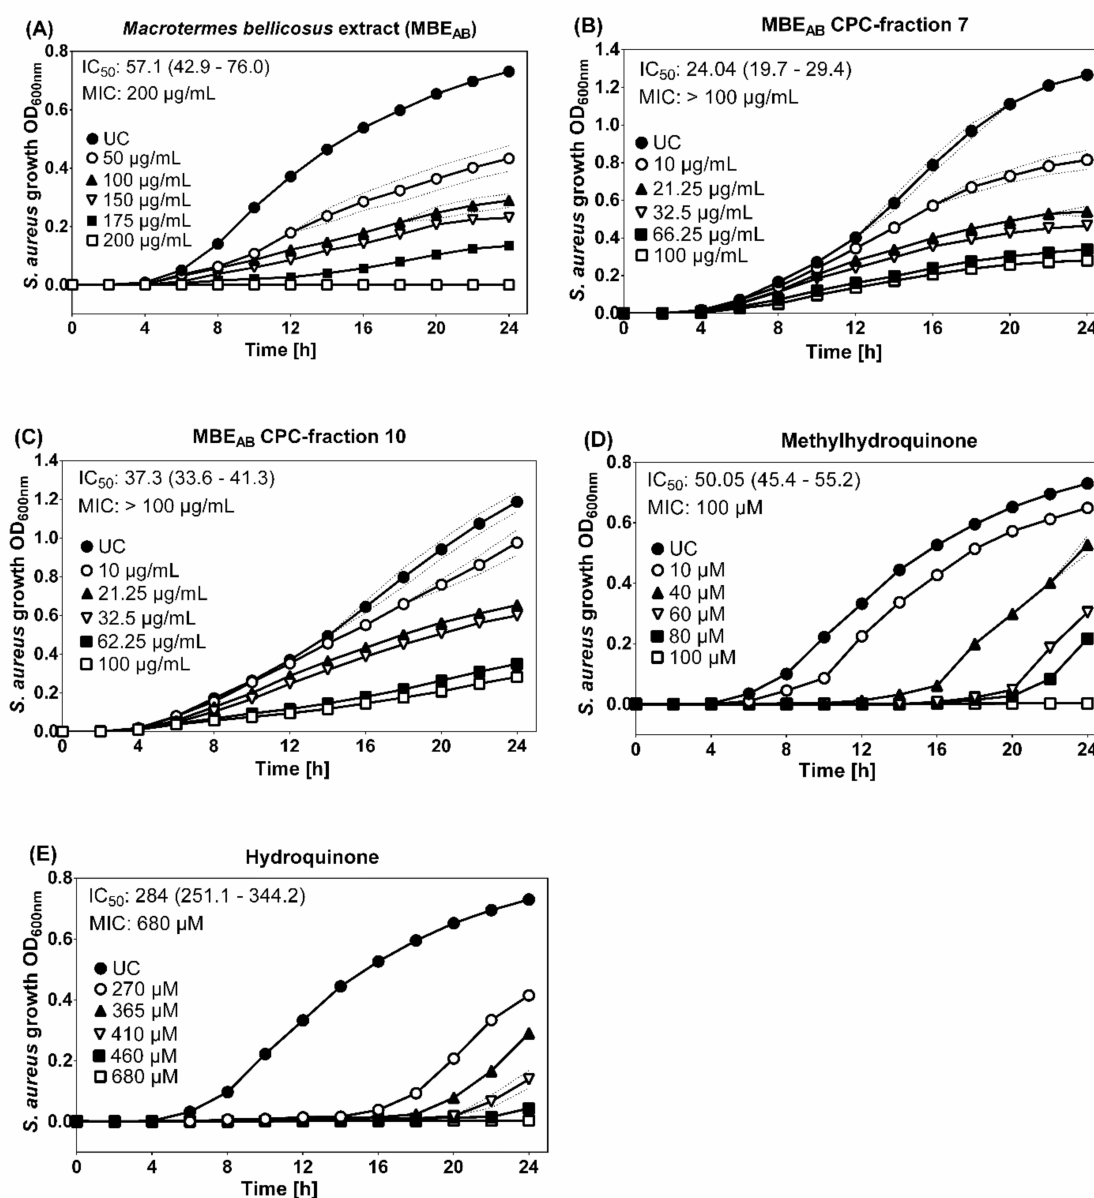 (A)
Macrotermes bellicosus extract (MBEAB)
IC50: 57.1 (42.9 - 76.0)
MIC: 200 µg/mL
UC
50 µg/mL
100 µg/mL
150 µg/mL
175 µg/mL
200 µg/mL
S. aureus growth OD600nm
0.8
0.6
0.4
0.2
0.0
0 4 8 12 16 20 24
Time [h]
(B)
MBEAB CPC-fraction 7
IC50: 24.04 (19.7 - 29.4)
MIC: > 100 µg/mL
UC
10 µg/mL
21.25 µg/mL
32.5 µg/mL
66.25 µg/mL
100 µg/mL
S. aureus growth OD600nm
1.4
1.2
1.0
0.8
0.6
0.4
0.2
0.0
0 4 8 12 16 20 24
Time [h]
(C)
MBEAB CPC-fraction 10
IC50: 37.3 (33.6 - 41.3)
MIC: > 100 µg/mL
UC
10 µg/mL
21.25 µg/mL
32.5 µg/mL
62.25 µg/mL
100 µg/mL
S. aureus growth OD600nm
1.4
1.2
1.0
0.8
0.6
0.4
0.2
0.0
0 4 8 12 16 20 24
Time [h]
(D)
Methylhydroquinone
IC50: 50.05 (45.4 - 55.2)
MIC: 100 µM
UC
10 µM
40 µM
60 µM
80 µM
100 µM
S. aureus growth OD600nm
0.8
0.6
0.4
0.2
0.0
0 4 8 12 16 20 24
Time [h]
(E)
Hydroquinone
IC50: 284 (251.1 - 344.2)
MIC: 680 µM
UC
270 µM
365 µM
410 µM
460 µM
680 µM
S. aureus growth OD600nm
0.8
0.6
0.4
0.2
0.0
0 4 8 12 16 20 24
Time [h]